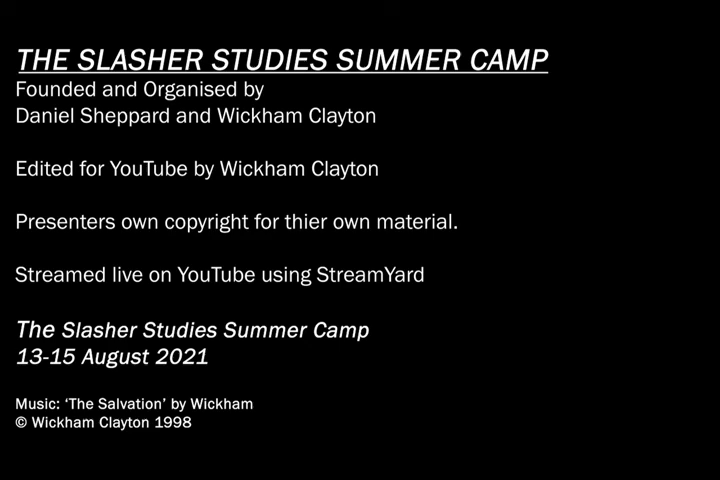 THE SLASHER STUDIES SUMMER CAMP
Founded and Organised by
Daniel Sheppard and Wickham Clayton
Edited for YouTube by Wickham Clayton
Presenters own copyright for thier own material.
Streamed live on YouTube using StreamYard
The Slasher Studies Summer Camp
13-15 August 2021
Music: ‘The Salvation’ by Wickham
© Wickham Clayton 1998